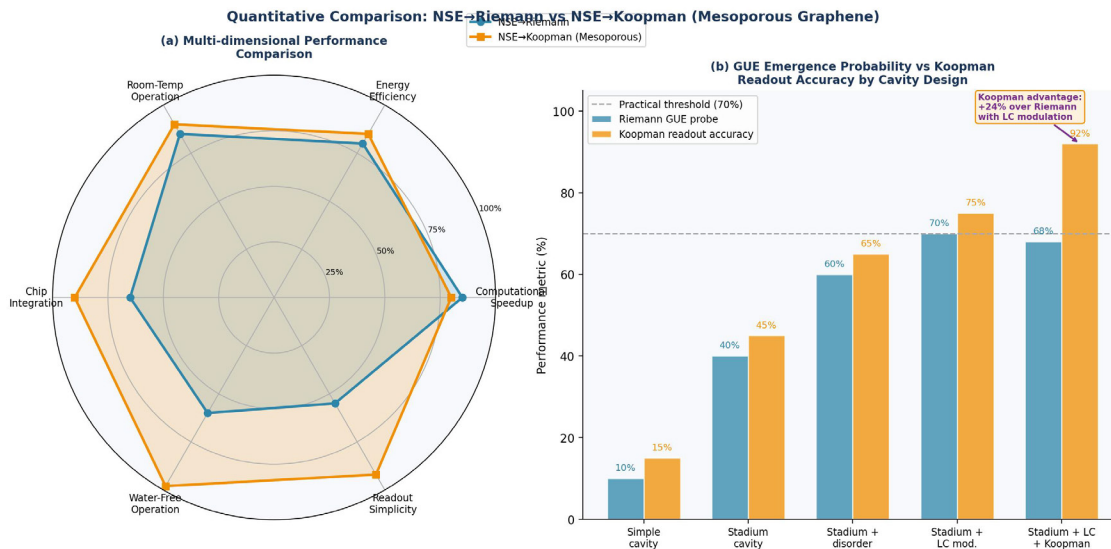 Quantitative Comparison: NSE→Riemann vs NSE→Koopman (Mesoporous Graphene)
NSE→Riemann
NSE→Koopman (Mesoporous)
(a) Multi-dimensional Performance
Comparison
Room-Temp
Operation
Energy
Efficiency
Chip
Integration
Computational
Speedup
Water-Free
Operation
Readout
Simplicity
25%
50%
75%
100%
(b) GUE Emergence Probability vs Koopman
Readout Accuracy by Cavity Design
Practical threshold (70%)
Riemann GUE probe
Koopman readout accuracy
Koopman advantage:
+24% over Riemann
with LC modulation
Performance metric (%)
100
80
60
40
20
0
10%
15%
40%
45%
60%
65%
70%
75%
68%
92%
Simple
cavity
Stadium
cavity
Stadium +
disorder
Stadium +
LC mod.
Stadium + LC
+ Koopman